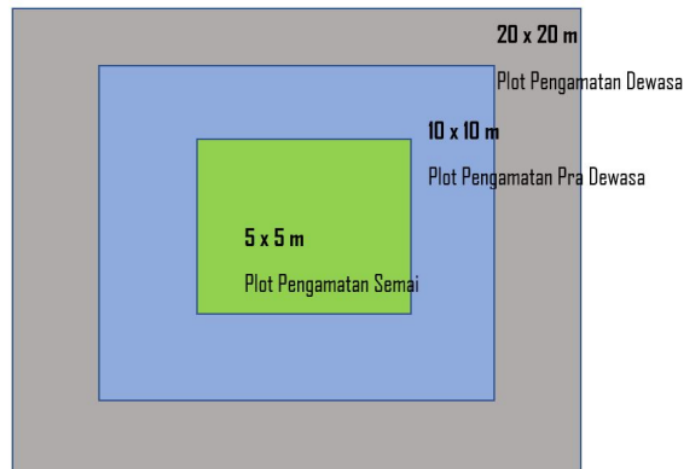 20 x 20 m
Plot Pengamatan Dewasa
10 x 10 m
Plot Pengamatan Pra Dewasa
5 x 5 m
Plot Pengamatan Semai